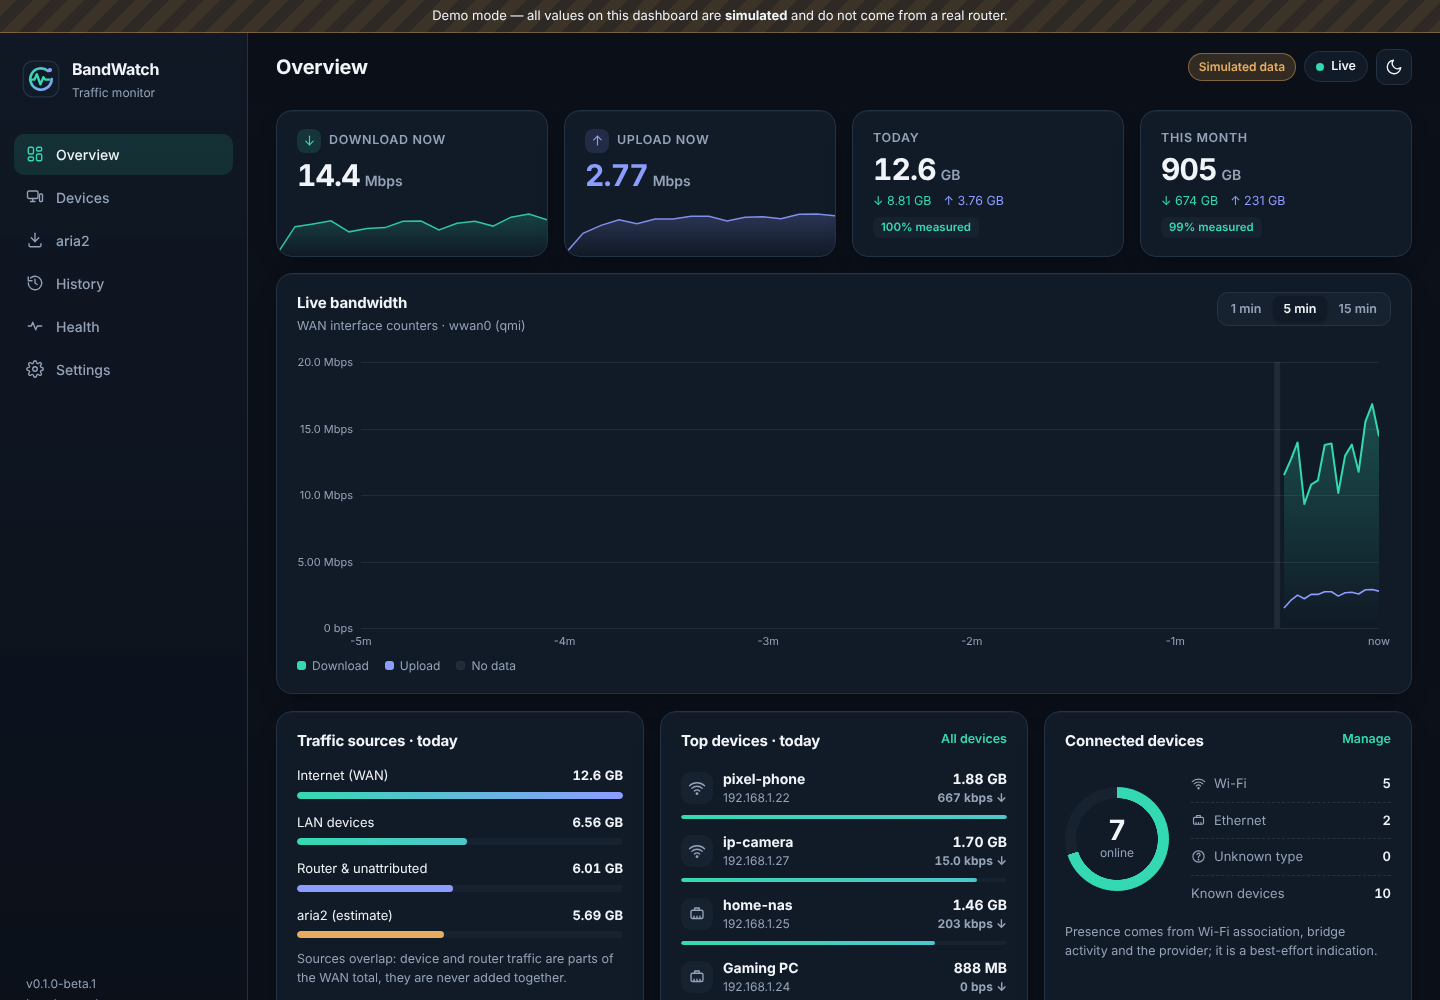 Demo mode — all values on this dashboard are simulated and do not come from a real router.
BandWatch
Traffic monitor
Overview
Devices
aria2
History
Health
Settings
v0.1.0-beta.1
Overview
Simulated data
Live
DOWNLOAD NOW
14.4 Mbps
UPLOAD NOW
2.77 Mbps
TODAY
12.6 GB
↓ 8.81 GB ↑ 3.76 GB
100% measured
THIS MONTH
905 GB
↓ 674 GB ↑ 231 GB
99% measured
Live bandwidth
WAN interface counters · wwan0 (qmi)
1 min 5 min 15 min
20.0 Mbps
15.0 Mbps
10.0 Mbps
5.00 Mbps
0 bps
-5m -4m -3m -2m -1m now
Download Upload No data
Traffic sources · today
Internet (WAN) 12.6 GB
LAN devices 6.56 GB
Router & unattributed 6.01 GB
aria2 (estimate) 5.69 GB
Sources overlap: device and router traffic are parts of
the WAN total, they are never added together.
Top devices · today All devices
pixel-phone 1.88 GB
192.168.1.22 667 kbps ↓
ip-camera 1.70 GB
192.168.1.27 15.0 kbps ↓
home-nas 1.46 GB
192.168.1.25 203 kbps ↓
Gaming PC 888 MB
192.168.1.24 0 bps ↓
Connected devices Manage
7
online
Wi-Fi 5
Ethernet 2
Unknown type 0
Known devices 10
Presence comes from Wi-Fi association, bridge
activity and the provider; it is a best-effort indication.